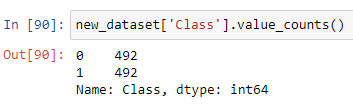 In [90]: new_dataset['Class'].value_counts()
Out[90]: 0    492
1    492
Name: Class, dtype: int64